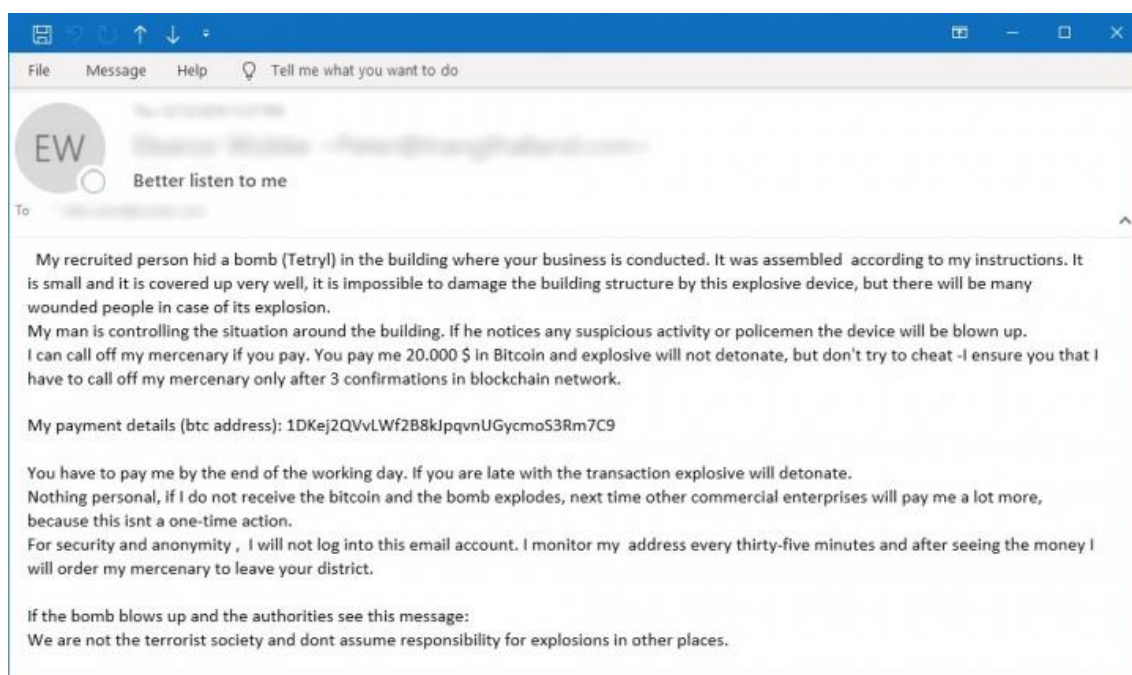 File Message Help Tell me what you want to do
EW
Better listen to me
To
My recruited person hid a bomb (Tetryl) in the building where your business is conducted. It was assembled according to my instructions. It
is small and it is covered up very well, it is impossible to damage the building structure by this explosive device, but there will be many
wounded people in case of its explosion.
My man is controlling the situation around the building. If he notices any suspicious activity or policemen the device will be blown up.
I can call off my mercenary if you pay. You pay me 20.000 $ in Bitcoin and explosive will not detonate, but don't try to cheat -I ensure you that I
have to call off my mercenary only after 3 confirmations in blockchain network.
My payment details (btc address): 1DKej2QVvLWf2B8kJpqvnUGycmoS3Rm7C9
You have to pay me by the end of the working day. If you are late with the transaction explosive will detonate.
Nothing personal, if I do not receive the bitcoin and the bomb explodes, next time other commercial enterprises will pay me a lot more,
because this isnt a one-time action.
For security and anonymity , I will not log into this email account. I monitor my address every thirty-five minutes and after seeing the money I
will order my mercenary to leave your district.
If the bomb blows up and the authorities see this message:
We are not the terrorist society and dont assume responsibility for explosions in other places.